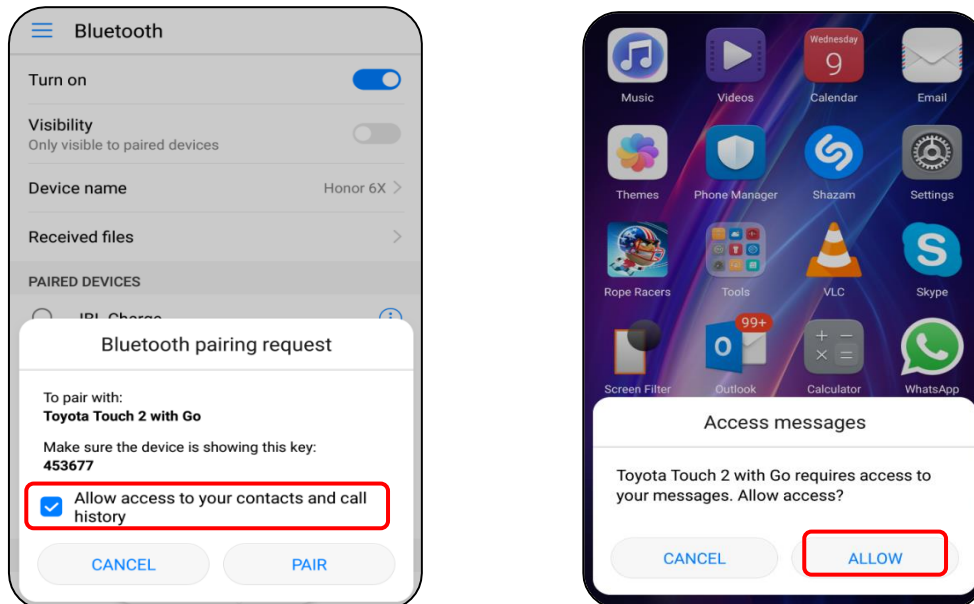 Bluetooth
Turn on
Visibility
Only visible to paired devices
Device name Honor 6X
Received files
PAIRED DEVICES
JBL Charge
Bluetooth pairing request
To pair with:
Toyota Touch 2 with Go
Make sure the device is showing this key:
453677
Allow access to your contacts and call
history
CANCEL PAIR
Wednesday
9
Music Videos Calendar Email
Themes Phone Manager Shazam Settings
Rope Racers Tools VLC Skype
99+
Screen Filter Outlook Calculator WhatsApp
Access messages
Toyota Touch 2 with Go requires access to
your messages. Allow access?
CANCEL ALLOW